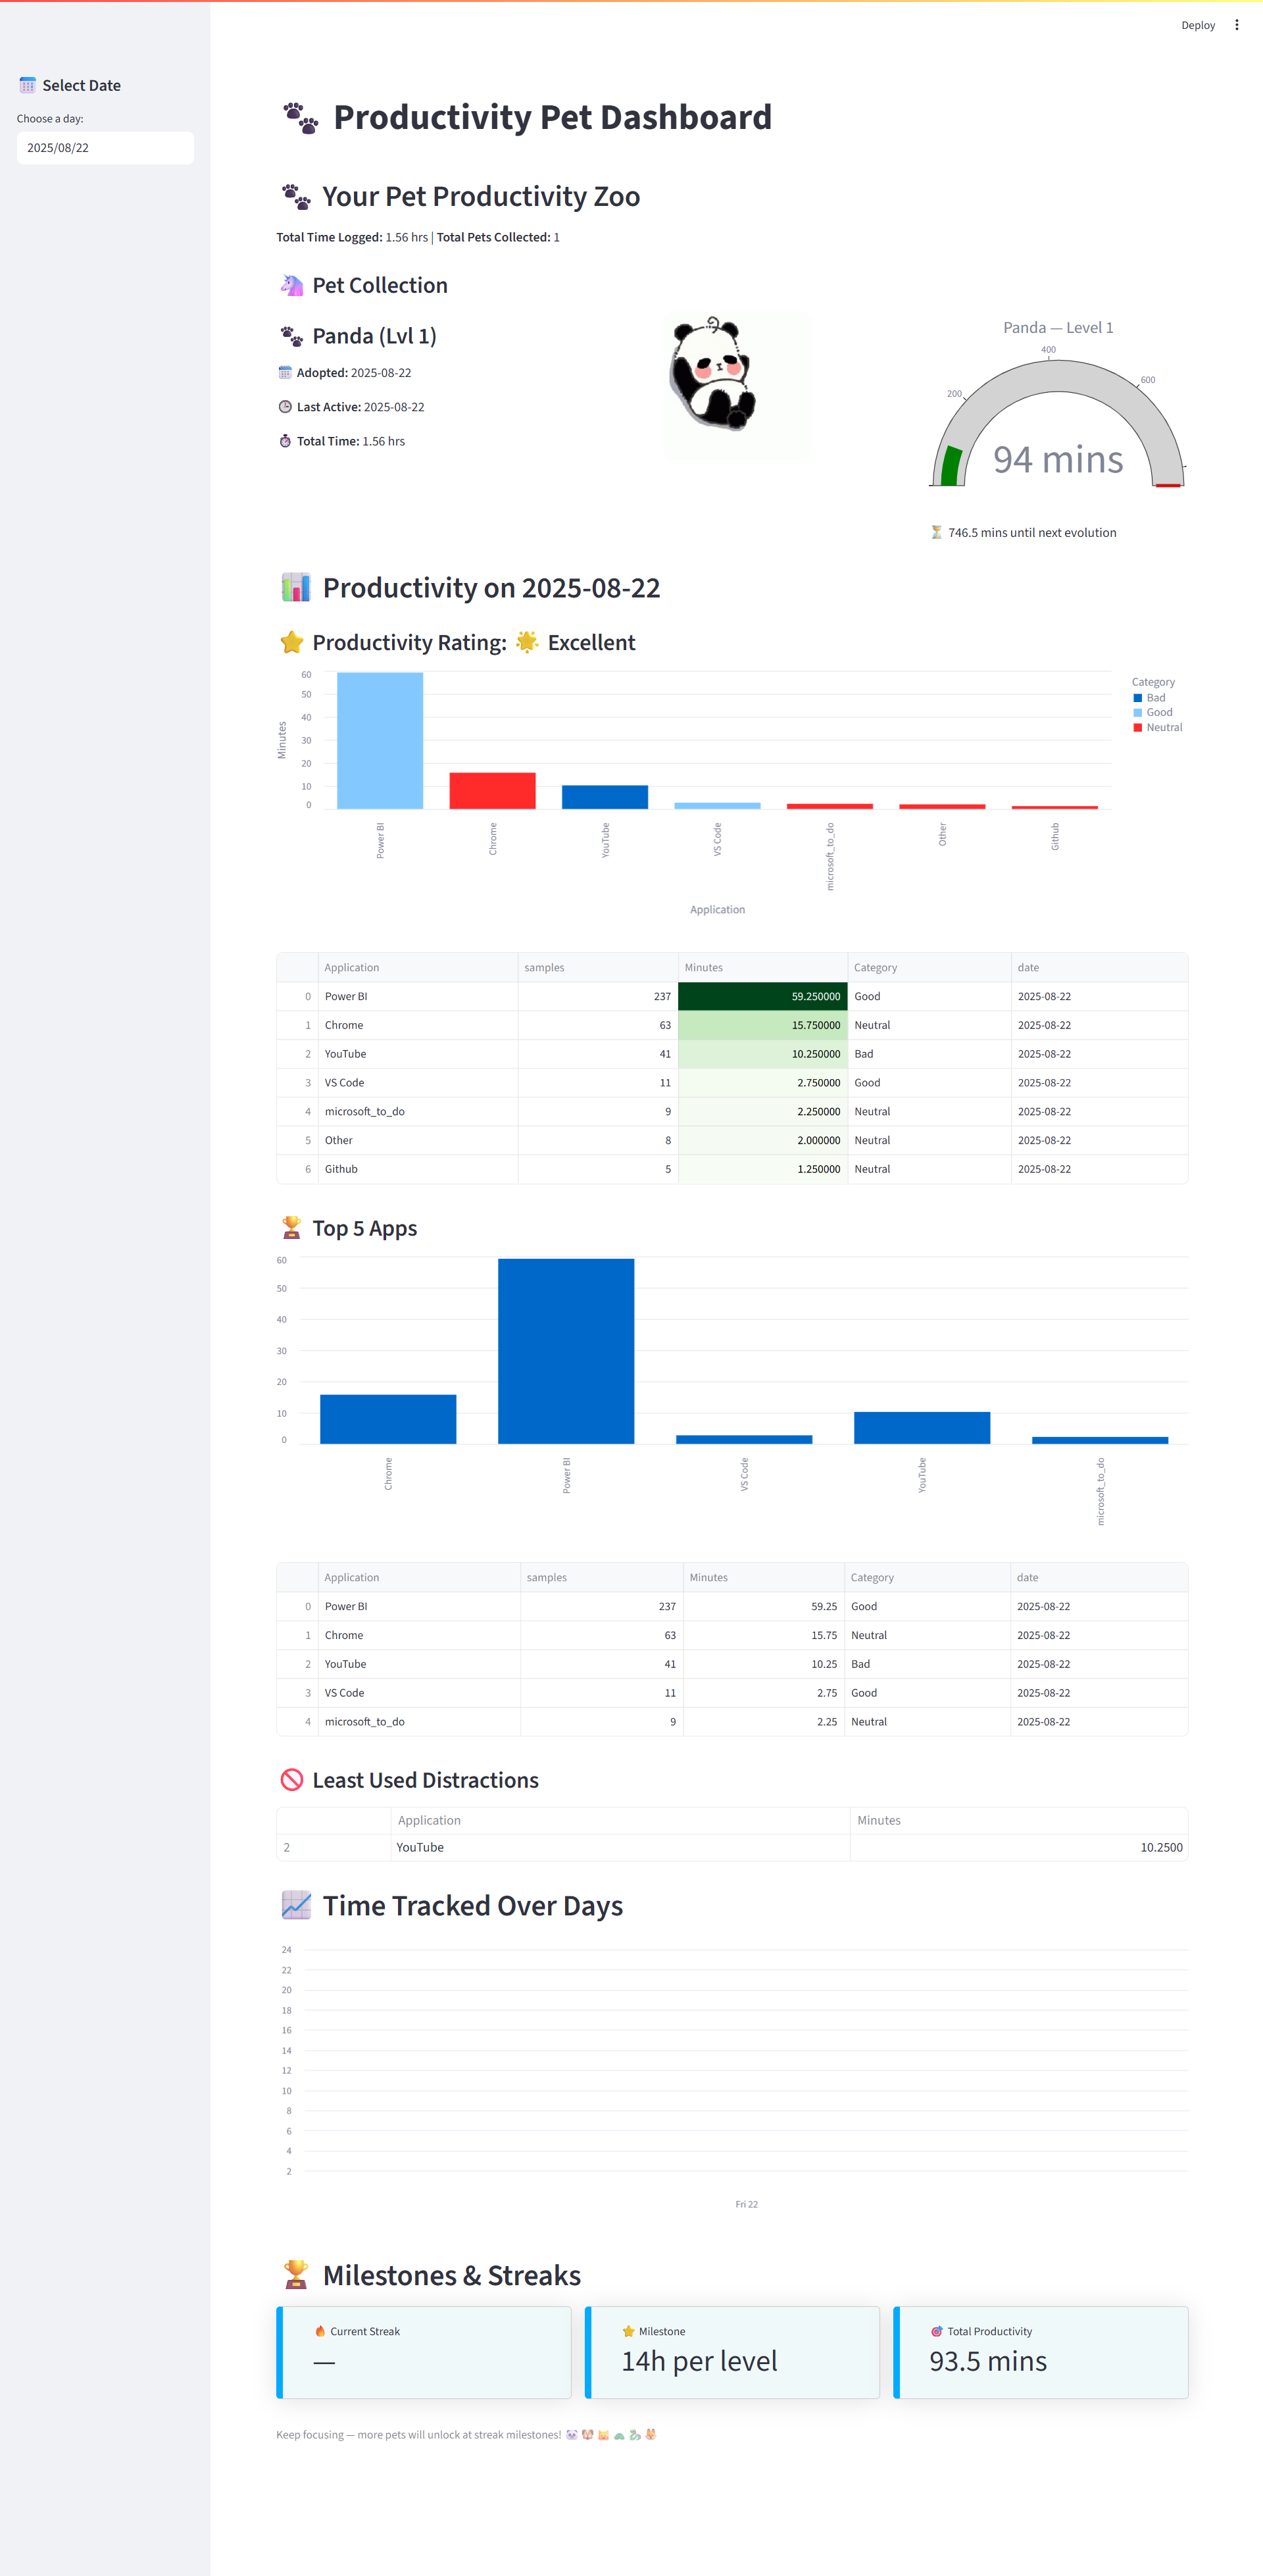 Deploy
Select Date
Choose a day:
2025/08/22
Productivity Pet Dashboard
Your Pet Productivity Zoo
Total Time Logged: 1.56 hrs | Total Pets Collected: 1
Pet Collection
Panda (Lvl 1)
Adopted: 2025-08-22
Last Active: 2025-08-22
Total Time: 1.56 hrs
Panda — Level 1
200
400
600
94 mins
746.5 mins until next evolution
Productivity on 2025-08-22
Productivity Rating: Excellent
Minutes
60
50
40
30
20
10
0
Power BI
Chrome
YouTube
VS Code
microsoft_to_do
Other
Github
Application
Category
Bad
Good
Neutral
Application samples Minutes Category date
0 Power BI 237 59.250000 Good 2025-08-22
1 Chrome 63 15.750000 Neutral 2025-08-22
2 YouTube 41 10.250000 Bad 2025-08-22
3 VS Code 11 2.750000 Good 2025-08-22
4 microsoft_to_do 9 2.250000 Neutral 2025-08-22
5 Other 8 2.000000 Neutral 2025-08-22
6 Github 5 1.250000 Neutral 2025-08-22
Top 5 Apps
60
50
40
30
20
10
0
Chrome
Power BI
VS Code
YouTube
microsoft_to_do
Application samples Minutes Category date
0 Power BI 237 59.25 Good 2025-08-22
1 Chrome 63 15.75 Neutral 2025-08-22
2 YouTube 41 10.25 Bad 2025-08-22
3 VS Code 11 2.75 Good 2025-08-22
4 microsoft_to_do 9 2.25 Neutral 2025-08-22
Least Used Distractions
Application Minutes
2 YouTube 10.2500
Time Tracked Over Days
24
22
20
18
16
14
12
10
8
6
4
2
Fri 22
Milestones & Streaks
Current Streak
—
Milestone
14h per level
Total Productivity
93.5 mins
Keep focusing — more pets will unlock at streak milestones!